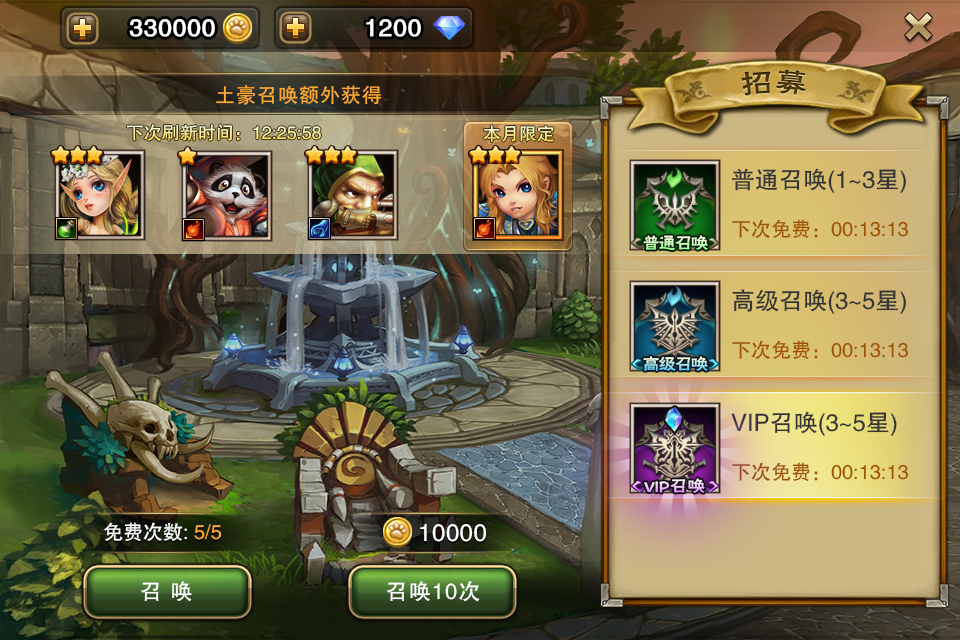 330000
1200
土豪召唤额外获得
下次刷新时间：12:25:58
本月限定
招募
普通召唤(1~3星)
普通召唤
下次免费：00:13:13
高级召唤(3~5星)
高级召唤
下次免费：00:13:13
VIP召唤(3~5星)
VIP召唤
下次免费：00:13:13
免费次数: 5/5
10000
召唤
召唤10次